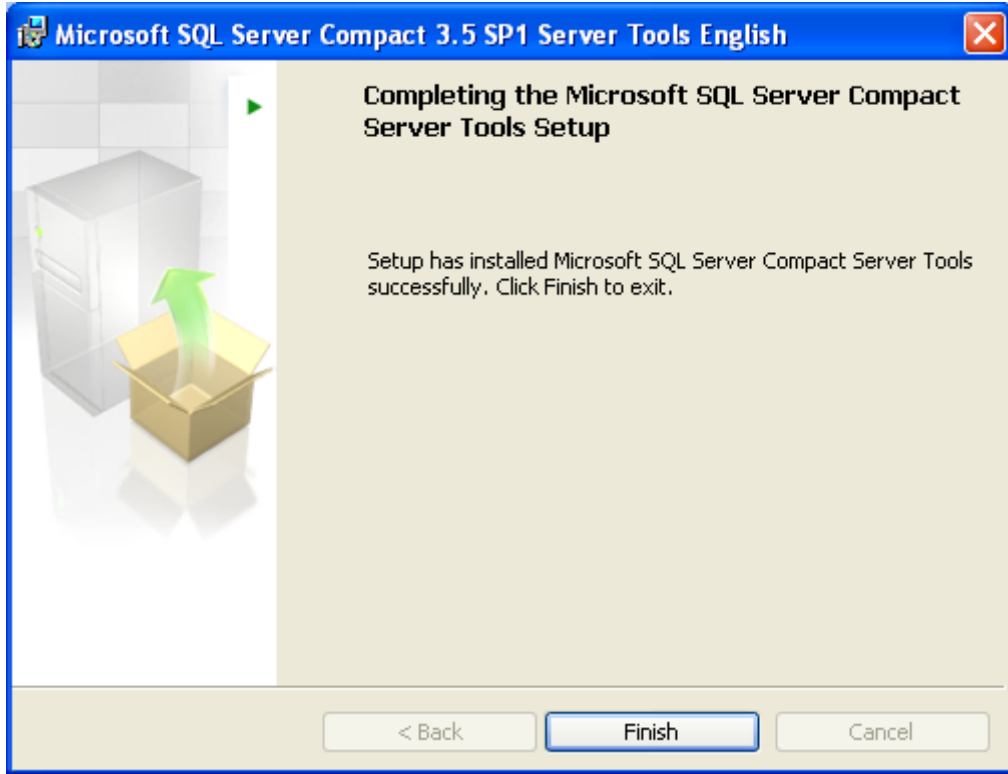 Microsoft SQL Server Compact 3.5 SP1 Server Tools English
Completing the Microsoft SQL Server Compact
Server Tools Setup
Setup has installed Microsoft SQL Server Compact Server Tools
successfully. Click Finish to exit.
< Back
Finish
Cancel